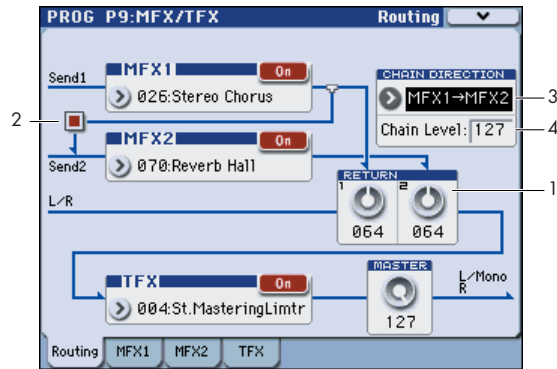 PROG P9:MFX/TFX Routing
Send1
MFX1 On
026:Stereo Chorus
CHAIN DIRECTION
MFX1→MFX2
3
Chain Level: 127
4
2
MFX2 On
Send2
070:Reverb Hall
L/R
RETURN
1 2
064 064
1
TFX On
004:St.MasteringLimtr
MASTER
127
L/Mono
R
Routing MFX1 MFX2 TFX